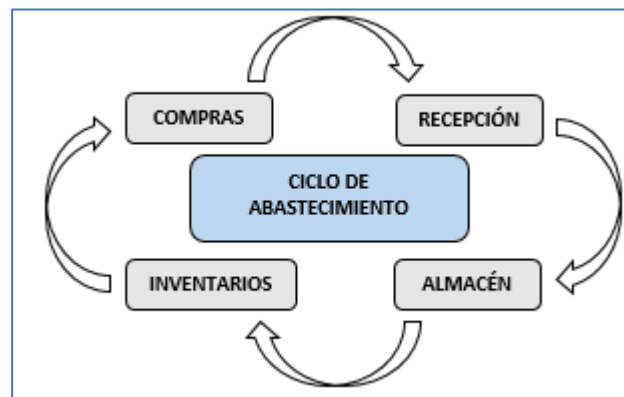 COMPRAS
RECEPCIÓN
CICLO DE
ABASTECIMIENTO
INVENTARIOS
ALMACÉN